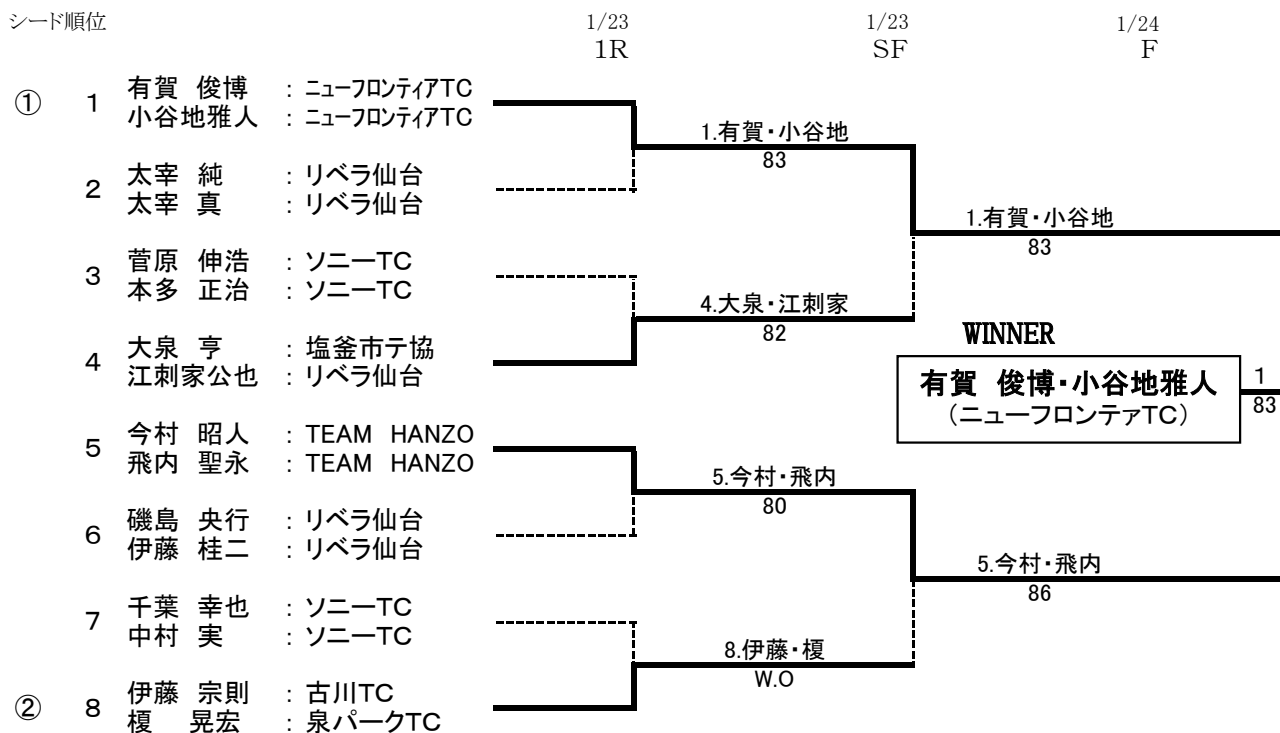 シード順位 1/23 1/23 1/24
1R SF F
① 1 有賀 俊博 : ニューフロンティアTC
小谷地雅人 : ニューフロンティアTC
1.有賀・小谷地
83
2 太宰 純 : リベラ仙台
太宰 真 : リベラ仙台
1.有賀・小谷地
83
3 菅原 伸浩 : ソニーTC
本多 正治 : ソニーTC
4.大泉・江刺家
82
4 大泉 亨 : 塩釜市テ協
江刺家公也 : リベラ仙台
WINNER
有賀 俊博・小谷地雅人
(ニューフロンテァTC)
1
83
5 今村 昭人 : TEAM HANZO
飛内 聖永 : TEAM HANZO
5.今村・飛内
80
6 磯島 央行 : リベラ仙台
伊藤 桂二 : リベラ仙台
5.今村・飛内
86
7 千葉 幸也 : ソニーTC
中村 実 : ソニーTC
8.伊藤・榎
W.O
② 8 伊藤 宗則 : 古川TC
榎 晃宏 : 泉パークTC